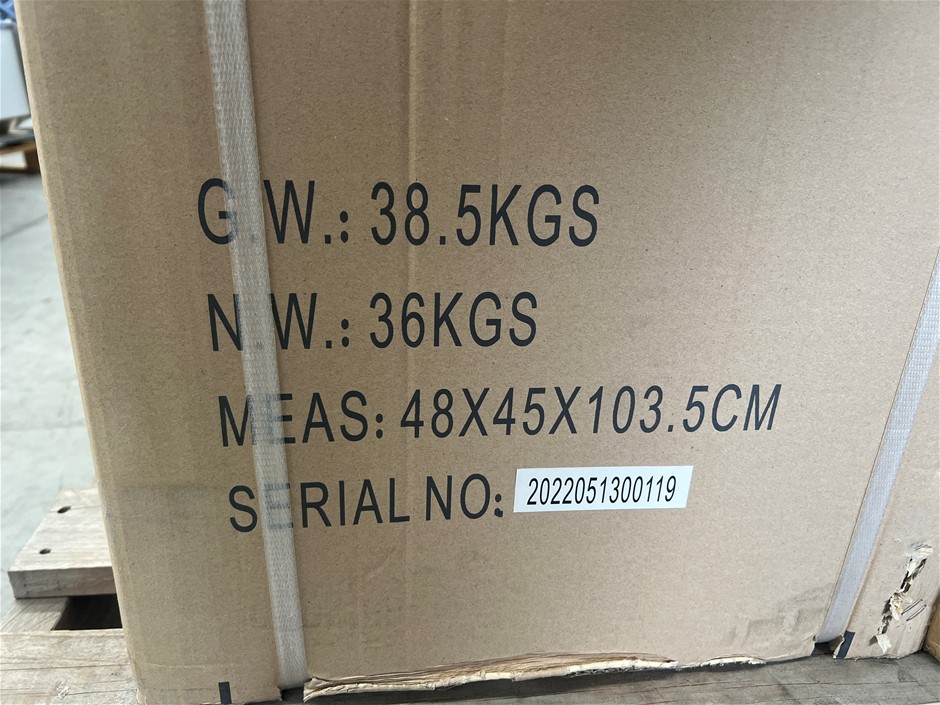 G.W.: 38.5KGS
N.W.: 36KGS
MEAS: 48X45X103.5CM
SERIAL NO: 2022051300119